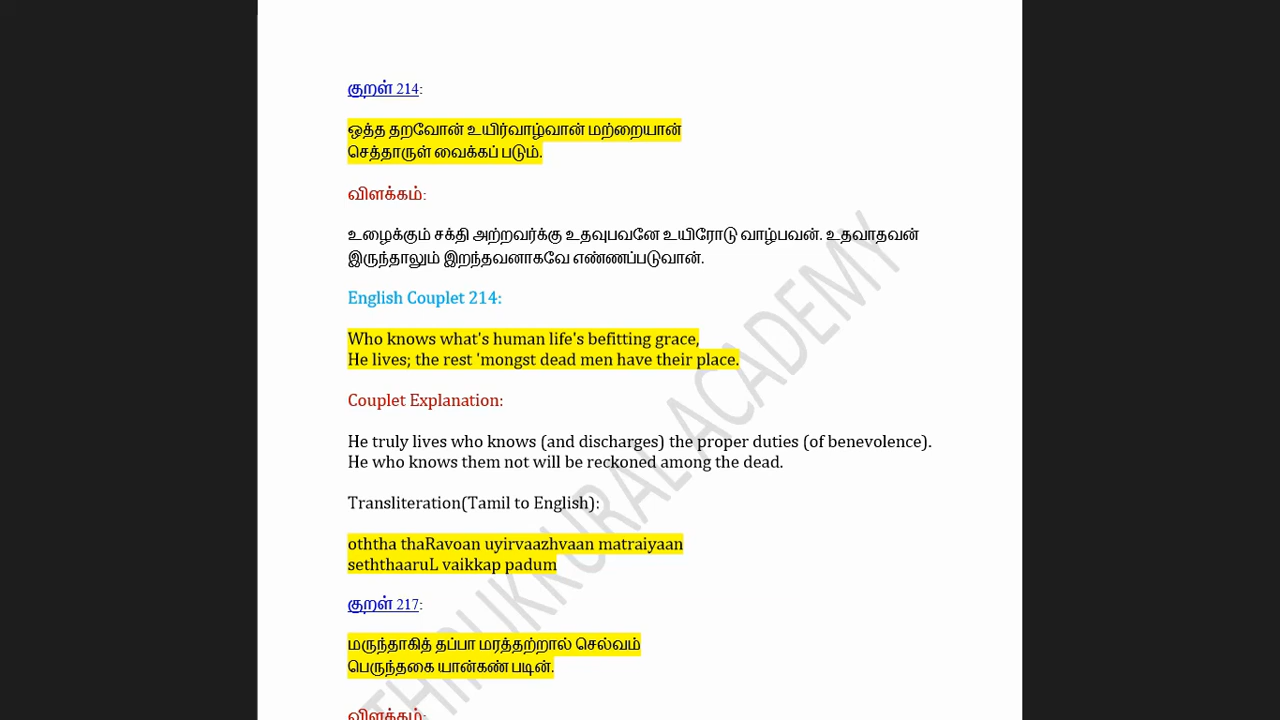 குறள் 214:
ஒத்த தறவோன் உயிர்வாழ்வான் மற்றையான்
செத்தாருள் வைக்கப் படும்.
விளக்கம்:
உழைக்கும் சக்தி அற்றவர்க்கு உதவுபவனே உயிரோடு வாழ்பவன். உதவாதவன்
இருந்தாலும் இறந்தவனாகவே எண்ணப்படுவான்.
English Couplet 214:
Who knows what's human life's befitting grace,
He lives; the rest 'mongst dead men have their place.
Couplet Explanation:
He truly lives who knows (and discharges) the proper duties (of benevolence).
He who knows them not will be reckoned among the dead.
Transliteration(Tamil to English):
oththa thaRavoan uyirvaazhvaan matraiyaan
seththaaruL vaikkap padum
குறள் 217:
மருந்தாகித் தப்பா மரத்தற்றால் செல்வம்
பெருந்தகை யான்கண் படின்.
விளக்கம்:
THIRUKKURAL ACADEMY